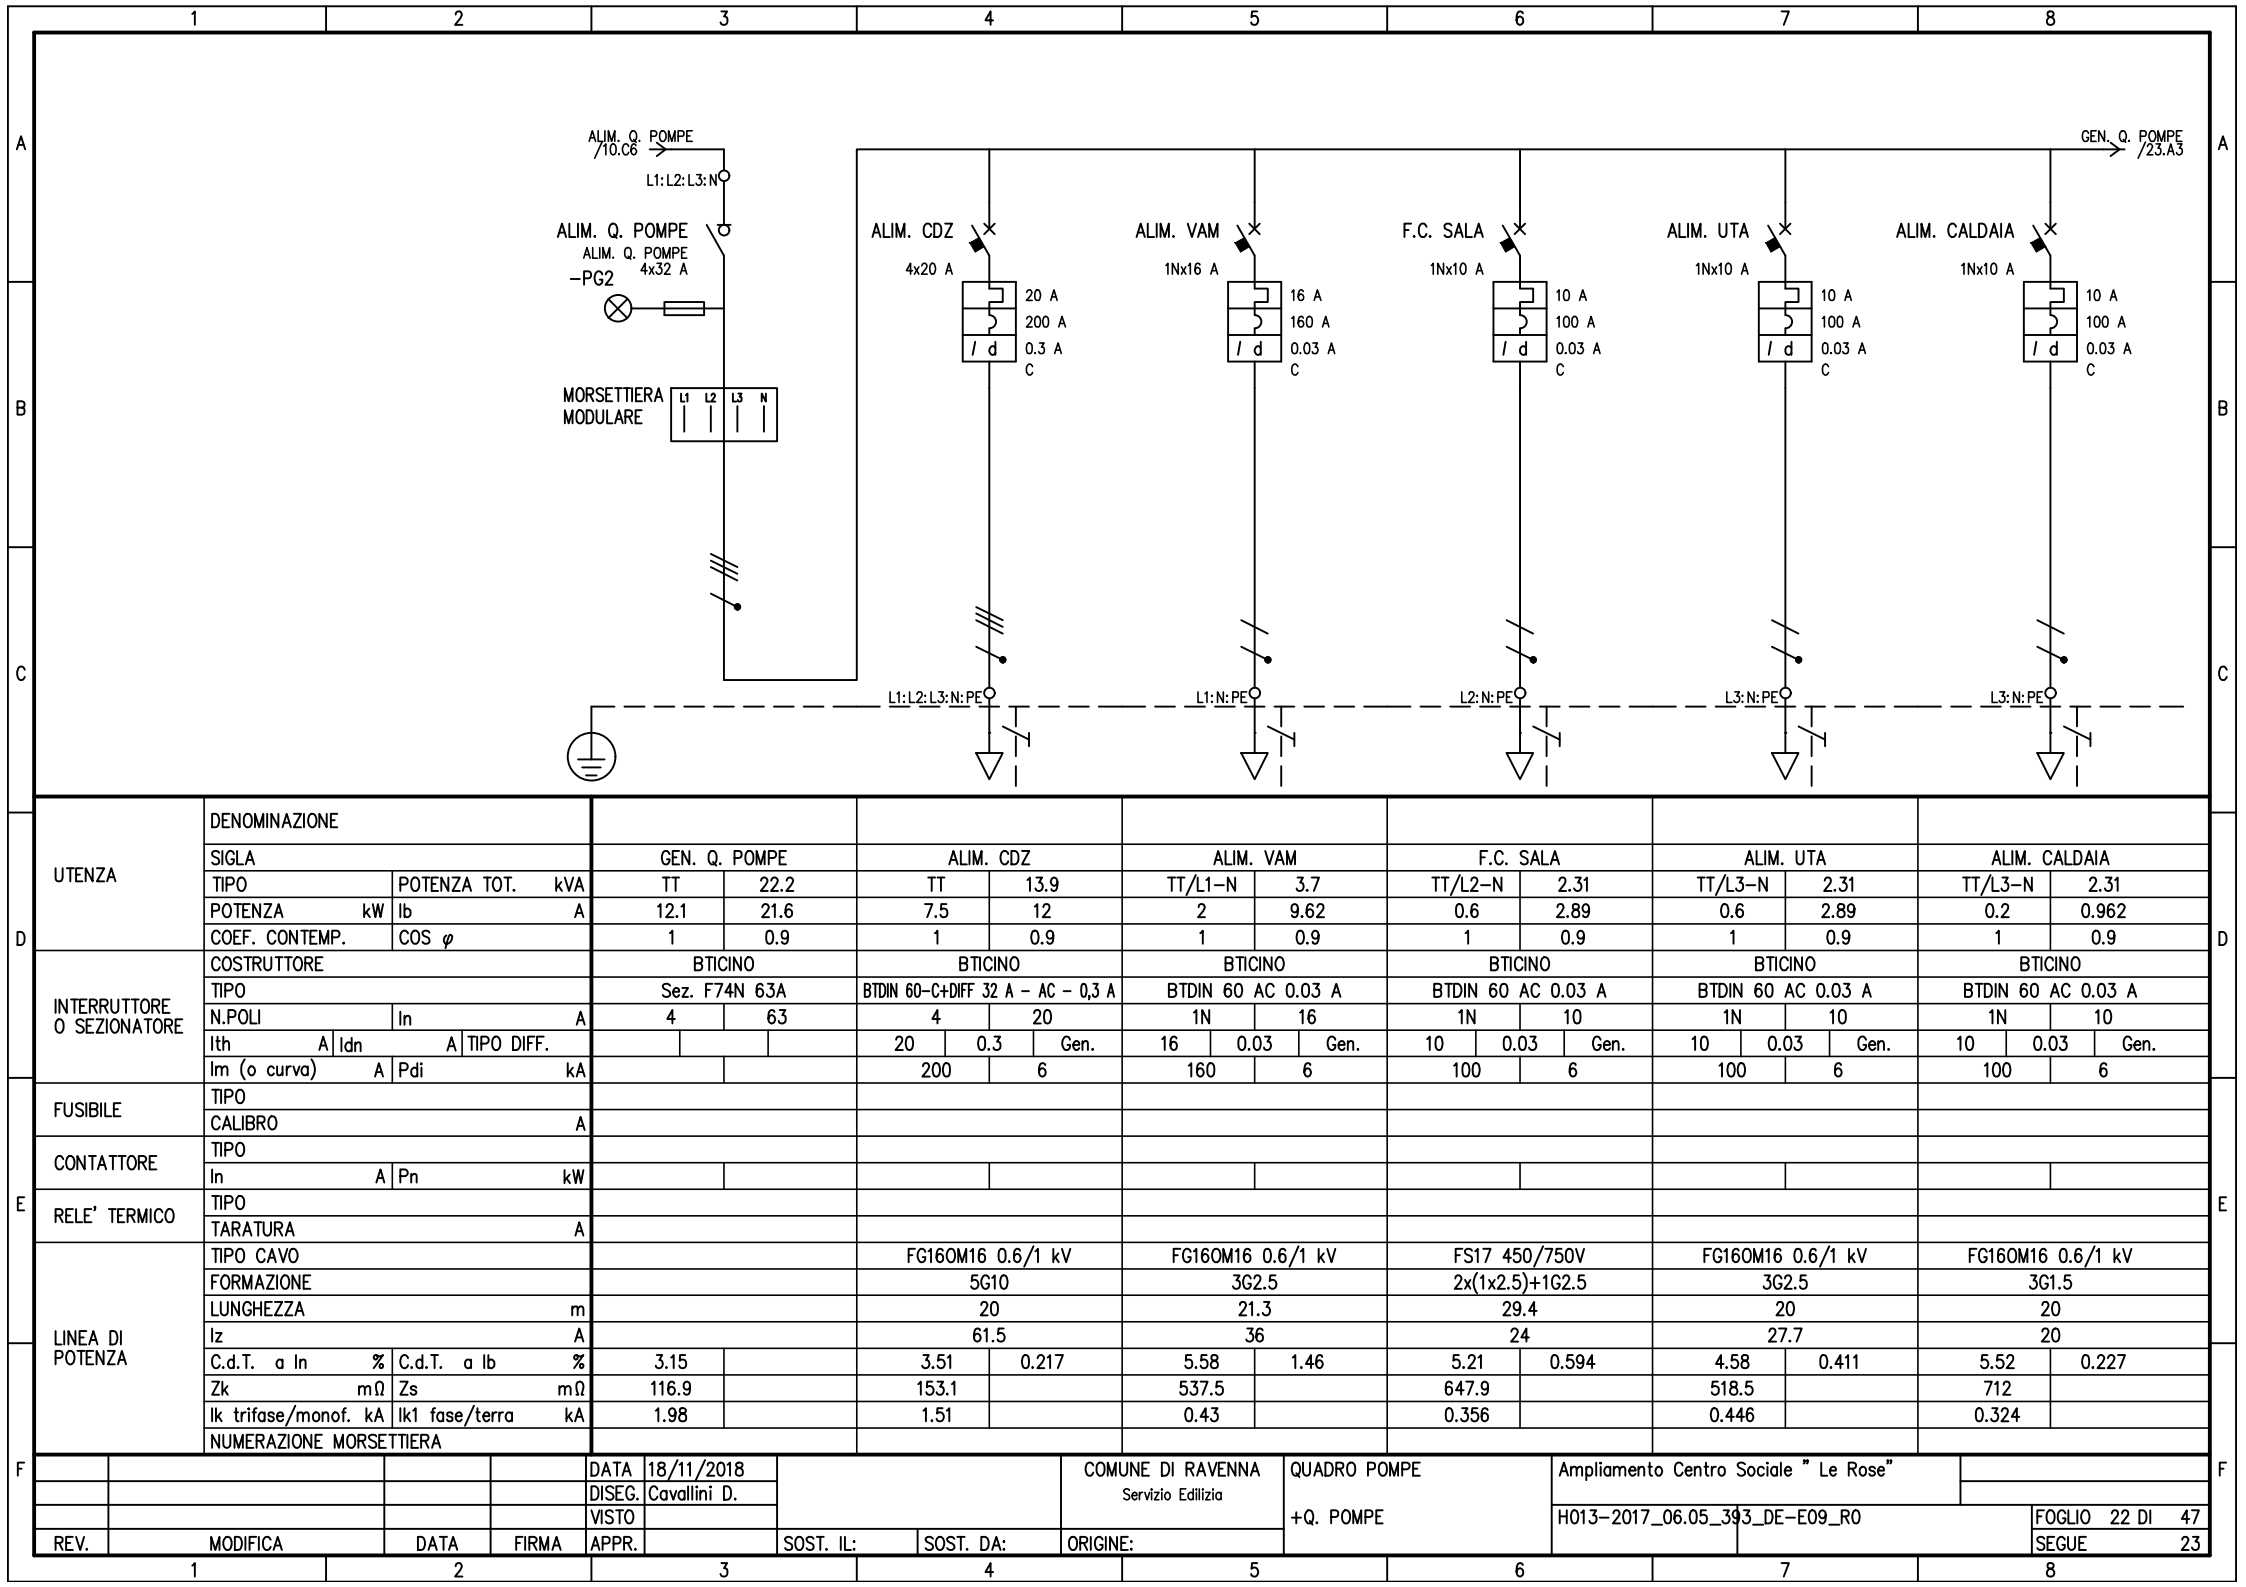 1 2 3 4 5 6 7 8
A A
B B
C C
D D
E E
F F
ALIM. Q. POMPE
/10.C6
L1:L2:L3:N
ALIM. Q. POMPE
ALIM. Q. POMPE
4x32 A
-PG2
MORSETTIERA
MODULARE
L1 L2 L3 N
GEN. Q. POMPE
/23.A3
ALIM. CDZ
4x20 A
20 A
200 A
I d 0.3 A
C
L1:L2:L3:N:PE
ALIM. VAM
1Nx16 A
16 A
160 A
I d 0.03 A
C
L1:N:PE
F.C. SALA
1Nx10 A
10 A
100 A
I d 0.03 A
C
L2:N:PE
ALIM. UTA
1Nx10 A
10 A
100 A
I d 0.03 A
C
L3:N:PE
ALIM. CALDAIA
1Nx10 A
10 A
100 A
I d 0.03 A
C
L3:N:PE
UTENZA
DENOMINAZIONE
SIGLA GEN. Q. POMPE ALIM. CDZ ALIM. VAM F.C. SALA ALIM. UTA ALIM. CALDAIA
TIPO POTENZA TOT. kVA TT 22.2 TT 13.9 TT/L1-N 3.7 TT/L2-N 2.31 TT/L3-N 2.31 TT/L3-N 2.31
POTENZA kW Ib A 12.1 21.6 7.5 12 2 9.62 0.6 2.89 0.6 2.89 0.2 0.962
COEF. CONTEMP. COS φ 1 0.9 1 0.9 1 0.9 1 0.9 1 0.9 1 0.9
INTERRUTTORE
O SEZIONATORE
COSTRUTTORE BTICINO BTICINO BTICINO BTICINO BTICINO BTICINO
TIPO Sez. F74N 63A BTDIN 60-C+DIFF 32 A - AC - 0,3 A BTDIN 60 AC 0.03 A BTDIN 60 AC 0.03 A BTDIN 60 AC 0.03 A BTDIN 60 AC 0.03 A
N.POLI In A 4 63 4 20 1N 16 1N 10 1N 10 1N 10
Ith A Idn A TIPO DIFF. 20 0.3 Gen. 16 0.03 Gen. 10 0.03 Gen. 10 0.03 Gen. 10 0.03 Gen.
Im (o curva) A Pdi kA 200 6 160 6 100 6 100 6 100 6
FUSIBILE
TIPO
CALIBRO A
CONTATTORE
TIPO
In A Pn kW
RELE' TERMICO
TIPO
TARATURA A
LINEA DI
POTENZA
TIPO CAVO FG16OM16 0.6/1 kV FG16OM16 0.6/1 kV FS17 450/750V FG16OM16 0.6/1 kV FG16OM16 0.6/1 kV
FORMAZIONE 5G10 3G2.5 2x(1x2.5)+1G2.5 3G2.5 3G1.5
LUNGHEZZA m 20 21.3 29.4 20 20
Iz A 61.5 36 24 27.7 20
C.d.T. a In % C.d.T. a Ib % 3.15 3.51 0.217 5.58 1.46 5.21 0.594 4.58 0.411 5.52 0.227
Zk mΩ Zs mΩ 116.9 153.1 537.5 647.9 518.5 712
Ik trifase/monof. kA Ik1 fase/terra kA 1.98 1.51 0.43 0.356 0.446 0.324
NUMERAZIONE MORSETTIERA
DATA 18/11/2018
DISEG. Cavallini D.
VISTO
REV. MODIFICA DATA FIRMA APPR. SOST. IL: SOST. DA: ORIGINE:
COMUNE DI RAVENNA
Servizio Edilizia
QUADRO POMPE
+Q. POMPE
Ampliamento Centro Sociale " Le Rose"
H013-2017_06.05_393_DE-E09_R0
FOGLIO 22 DI 47
SEGUE 23
1 2 3 4 5 6 7 8